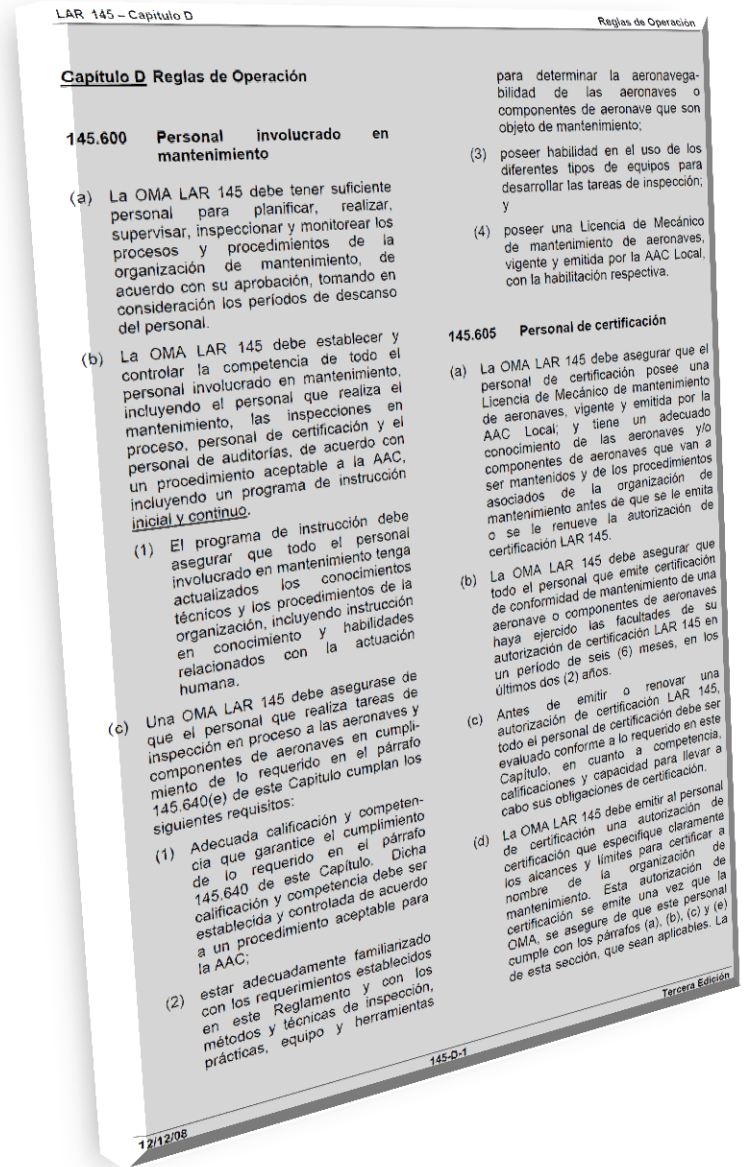 LAR 145 – Capitulo D
Reglas de Operación
Capítulo D Reglas de Operación
145.600 Personal involucrado en
mantenimiento
(a) La OMA LAR 145 debe tener suficiente
personal para planificar, realizar,
supervisar, inspeccionar y monitorear los
procesos y procedimientos de la
organización de mantenimiento, de
acuerdo con su aprobación, tomando en
consideración los períodos de descanso
del personal.
(b) La OMA LAR 145 debe establecer y
controlar la competencia de todo el
personal involucrado en mantenimiento,
incluyendo el personal que realiza el
mantenimiento, las inspecciones en
proceso, personal de certificación y el
personal de auditorías, de acuerdo con
un procedimiento aceptable a la AAC,
incluyendo un programa de instrucción
inicial y continuo.
(1) El programa de instrucción debe
asegurar que todo el personal
involucrado en mantenimiento tenga
actualizados los conocimientos
técnicos y los procedimientos de la
organización, incluyendo instrucción
en conocimiento y habilidades
relacionados con la actuación
humana.
(c) Una OMA LAR 145 debe asegurase de
que el personal que realiza tareas de
inspección en proceso a las aeronaves y
componentes de aeronaves en cumpli-
miento de lo requerido en el párrafo
145.640(e) de este Capitulo cumplan los
siguientes requisitos:
(1) Adecuada calificación y competen-
cia que garantice el cumplimiento
de lo requerido en el párrafo
145.640 de este Capítulo. Dicha
calificación y competencia debe ser
establecida y controlada de acuerdo
a un procedimiento aceptable para
la AAC;
(2) estar adecuadamente familiarizado
con los requerimientos establecidos
en este Reglamento y con los
métodos y técnicas de inspección,
prácticas, equipo y herramientas
para determinar la aeronavega-
bilidad de las aeronaves o
componentes de aeronave que son
objeto de mantenimiento;
(3) poseer habilidad en el uso de los
diferentes tipos de equipos para
desarrollar las tareas de inspección;
y
(4) poseer una Licencia de Mecánico
de mantenimiento de aeronaves,
vigente y emitida por la AAC Local,
con la habilitación respectiva.
145.605 Personal de certificación
(a) La OMA LAR 145 debe asegurar que el
personal de certificación posee una
Licencia de Mecánico de mantenimiento
de aeronaves, vigente y emitida por la
AAC Local; y tiene un adecuado
conocimiento de las aeronaves y/o
componentes de aeronaves que van a
ser mantenidos y de los procedimientos
asociados de la organización de
mantenimiento antes de que se le emita
o se le renueve la autorización de
certificación LAR 145.
(b) La OMA LAR 145 debe asegurar que
todo el personal que emite certificación
de conformidad de mantenimiento de una
aeronave o componentes de aeronaves
haya ejercido las facultades de su
autorización de certificación LAR 145 en
un período de seis (6) meses, en los
últimos dos (2) años.
(c) Antes de emitir o renovar una
autorización de certificación LAR 145,
todo el personal de certificación debe ser
evaluado conforme a lo requerido en este
Capítulo, en cuanto a competencia,
calificaciones y capacidad para llevar a
cabo sus obligaciones de certificación.
(d) La OMA LAR 145 debe emitir al personal
de certificación una autorización de
certificación que especifique claramente
los alcances y límites para certificar a
nombre de la organización de
mantenimiento. Esta autorización de
certificación se emite una vez que la
OMA, se asegure de que este personal
cumple con los párrafos (a), (b), (c) y (e)
de esta sección, que sean aplicables. La
12/12/08
145-D-1
Tercera Edición